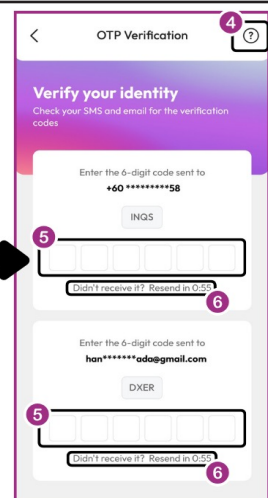 4
OTP Verification
?
Verify your identity
Check your SMS and email for the verification
codes
Enter the 6-digit code sent to
+60 *********58
INQS
5
Didn't receive it? Resend in 0:55
6
Enter the 6-digit code sent to
han*******ada@gmail.com
DXER
5
Didn't receive it? Resend in 0:55
6